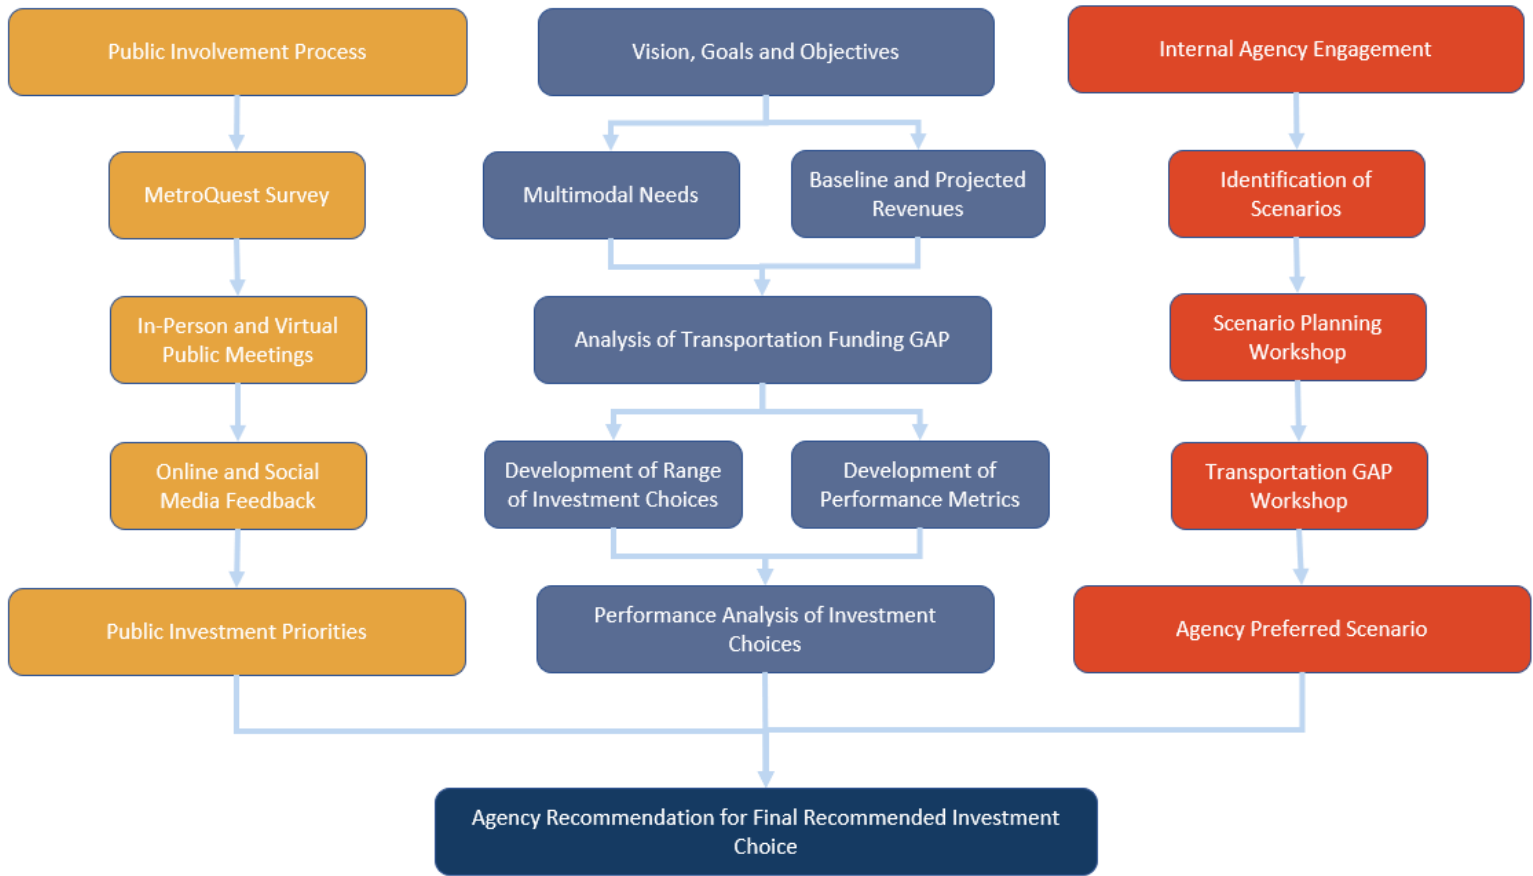 Public Involvement Process
Vision, Goals and Objectives
Internal Agency Engagement
MetroQuest Survey
Multimodal Needs
Baseline and Projected
Revenues
Identification of
Scenarios
In-Person and Virtual
Public Meetings
Analysis of Transportation Funding GAP
Scenario Planning
Workshop
Online and Social
Media Feedback
Development of Range
of Investment Choices
Development of
Performance Metrics
Transportation GAP
Workshop
Public Investment Priorities
Performance Analysis of Investment
Choices
Agency Preferred Scenario
Agency Recommendation for Final Recommended Investment
Choice